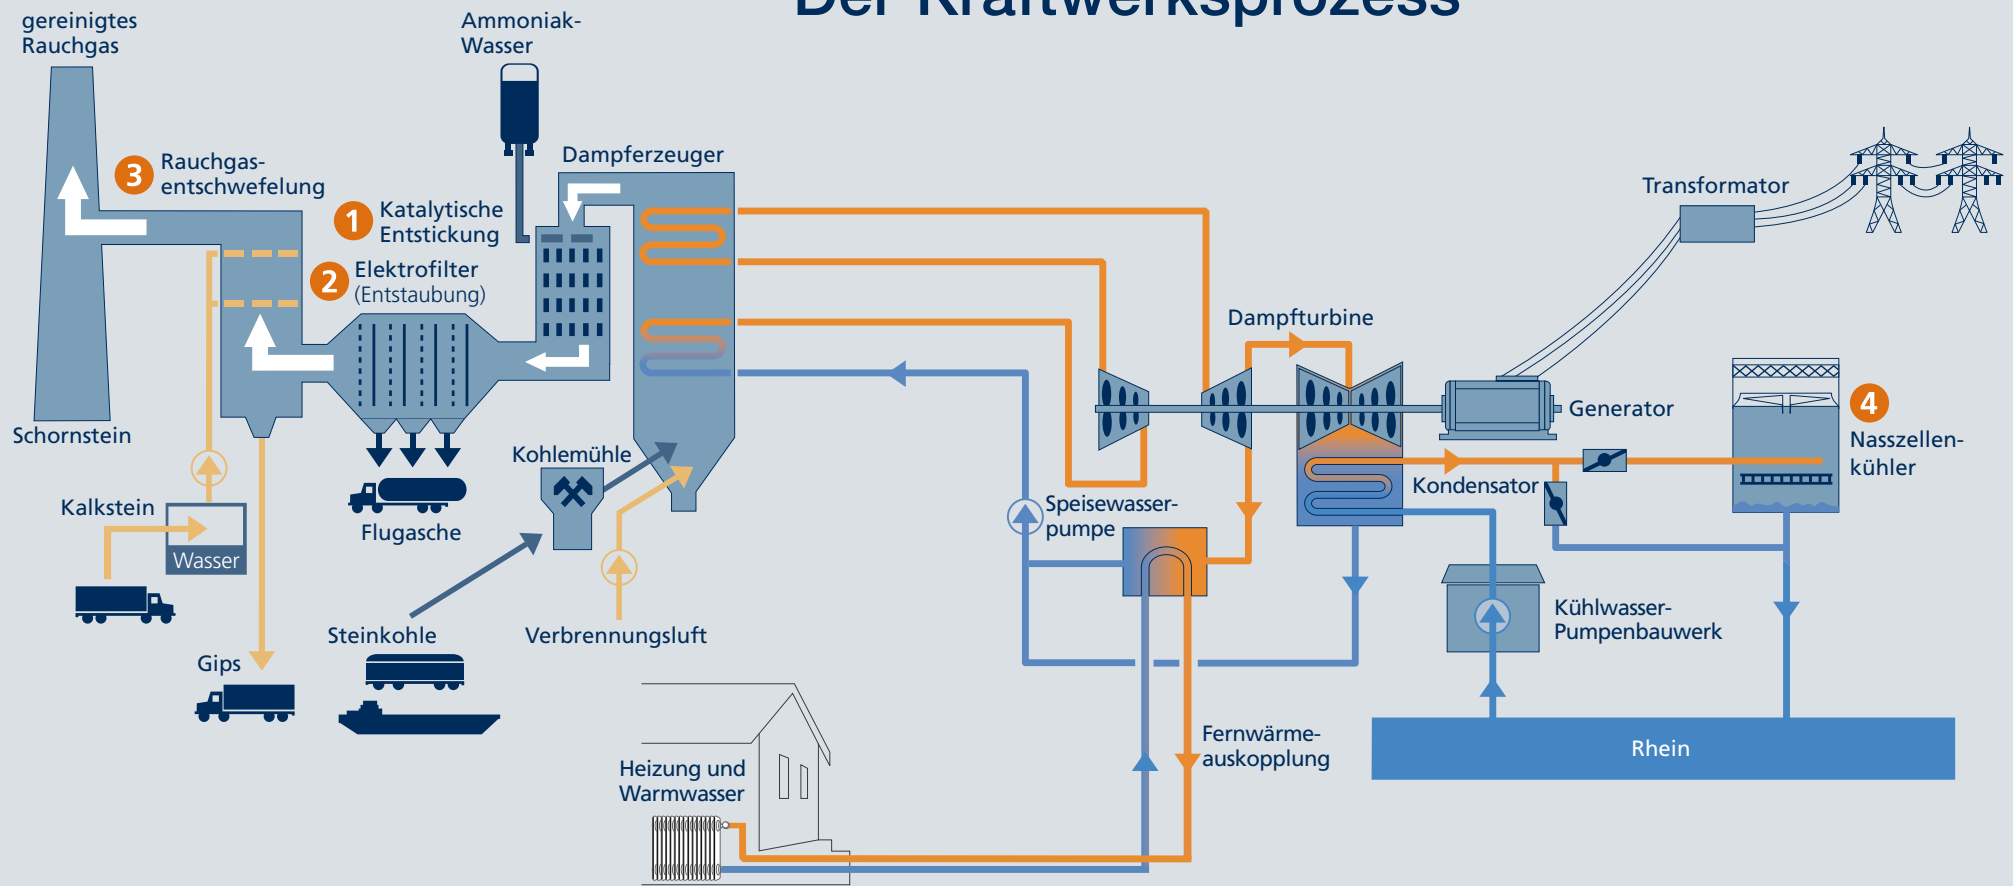 Der Kraftwerksprozess
gereinigtes
Rauchgas
Ammoniak-
Wasser
3
Rauchgas-
entschwefelung
Dampferzeuger
1
Katalytische
Entstickung
2
Elektrofilter
(Entstaubung)
Transformator
Dampfturbine
Generator
4
Nasszellen-
kühler
Schornstein
Kohlemühle
Kondensator
Speisewasser-
pumpe
Kalkstein
Wasser
Flugasche
Steinkohle
Verbrennungsluft
Kühlwasser-
Pumpenbauwerk
Gips
Fernwärme-
auskopplung
Rhein
Heizung und
Warmwasser